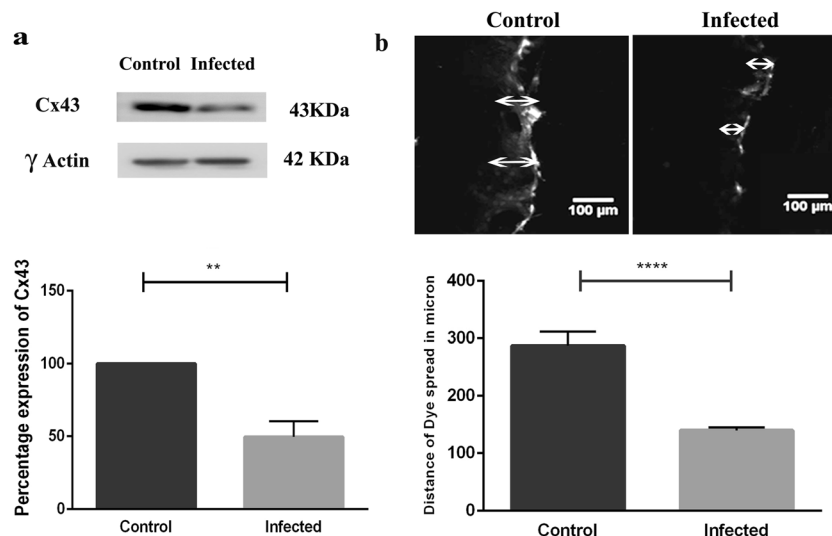 a
Control Infected
Cx43
43KDa
γ Actin
42 KDa
Percentage expression of Cx43
150
100
50
0
**
Control
Infected
b
Control
Infected
100 µm
100 µm
Distance of Dye spread in micron
400
300
200
100
0
****
Control
Infected